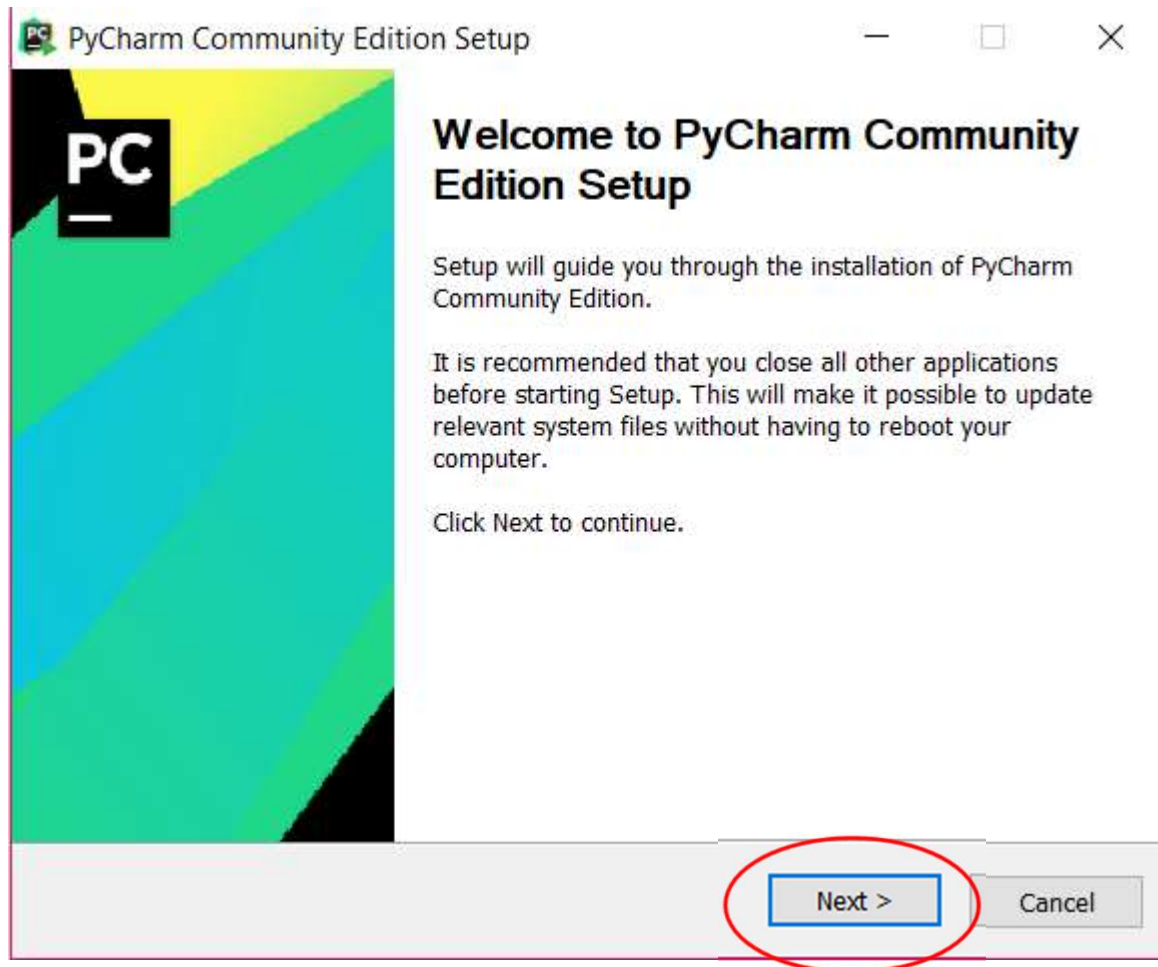 PyCharm Community Edition Setup
PC
Welcome to PyCharm Community
Edition Setup
Setup will guide you through the installation of PyCharm
Community Edition.
It is recommended that you close all other applications
before starting Setup. This will make it possible to update
relevant system files without having to reboot your
computer.
Click Next to continue.
Next >
Cancel